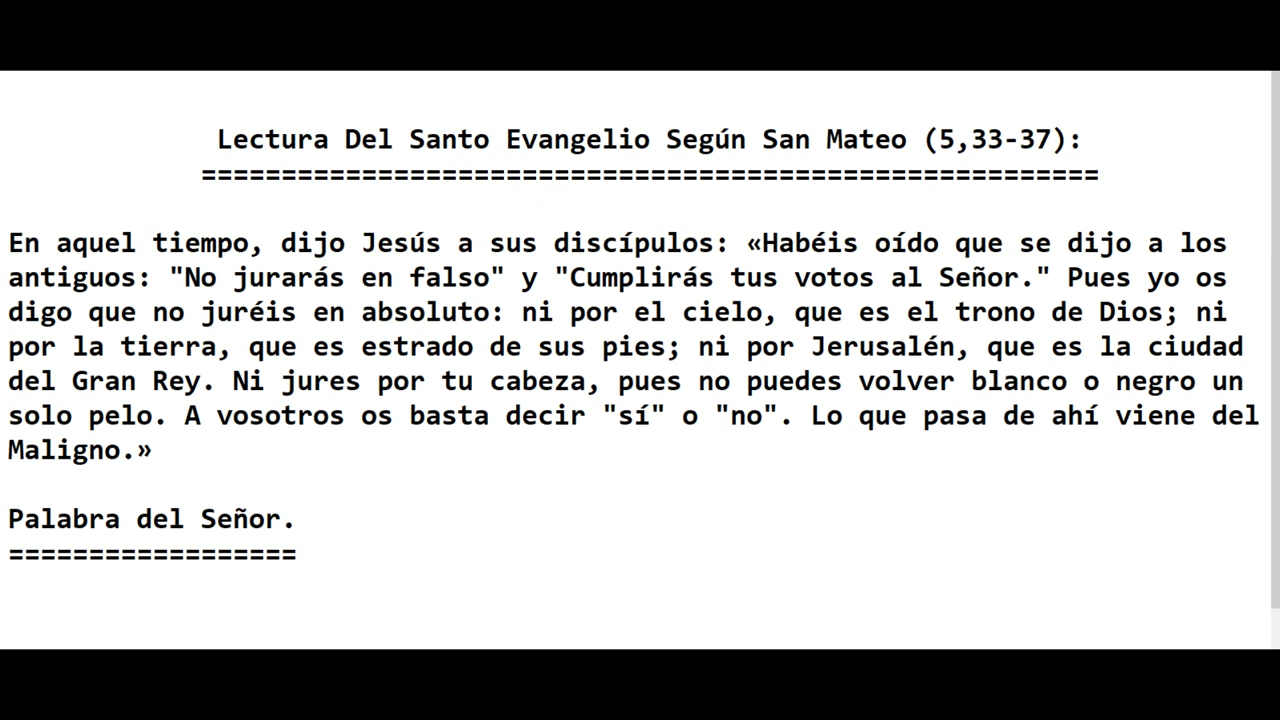 Lectura Del Santo Evangelio Según San Mateo (5,33-37):
========================================================
En aquel tiempo, dijo Jesús a sus discípulos: «Habéis oído que se dijo a los
antiguos: "No jurarás en falso" y "Cumplirás tus votos al Señor." Pues yo os
digo que no juréis en absoluto: ni por el cielo, que es el trono de Dios; ni
por la tierra, que es estrado de sus pies; ni por Jerusalén, que es la ciudad
del Gran Rey. Ni jures por tu cabeza, pues no puedes volver blanco o negro un
solo pelo. A vosotros os basta decir "sí" o "no". Lo que pasa de ahí viene del
Maligno.»
Palabra del Señor.
==================